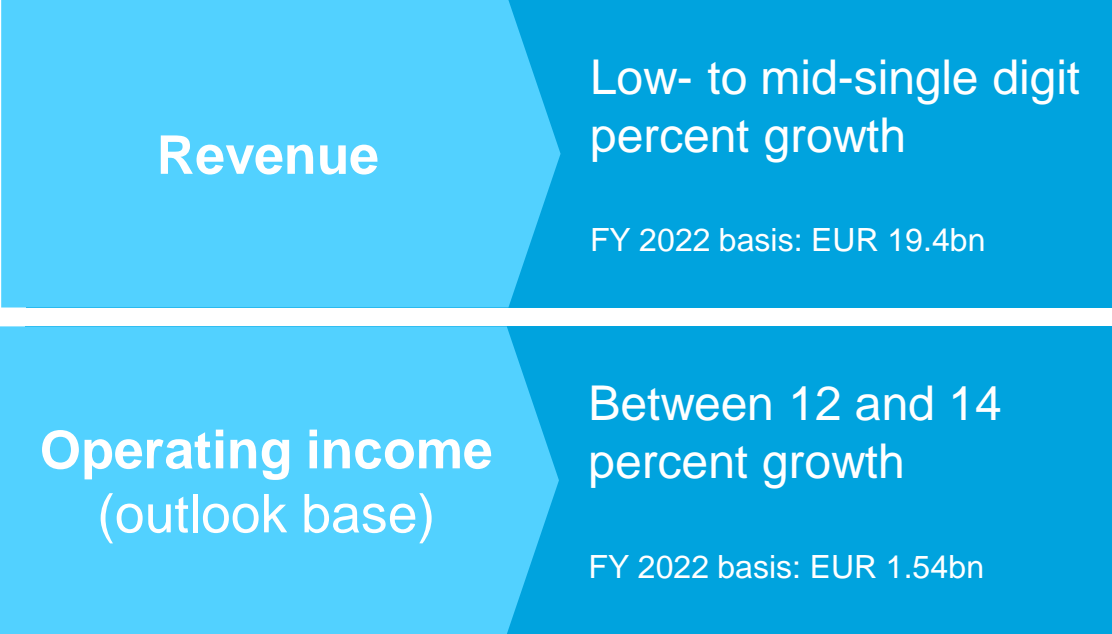 Revenue
Low- to mid-single digit
percent growth
FY 2022 basis: EUR 19.4bn
Operating income
(outlook base)
Between 12 and 14
percent growth
FY 2022 basis: EUR 1.54bn